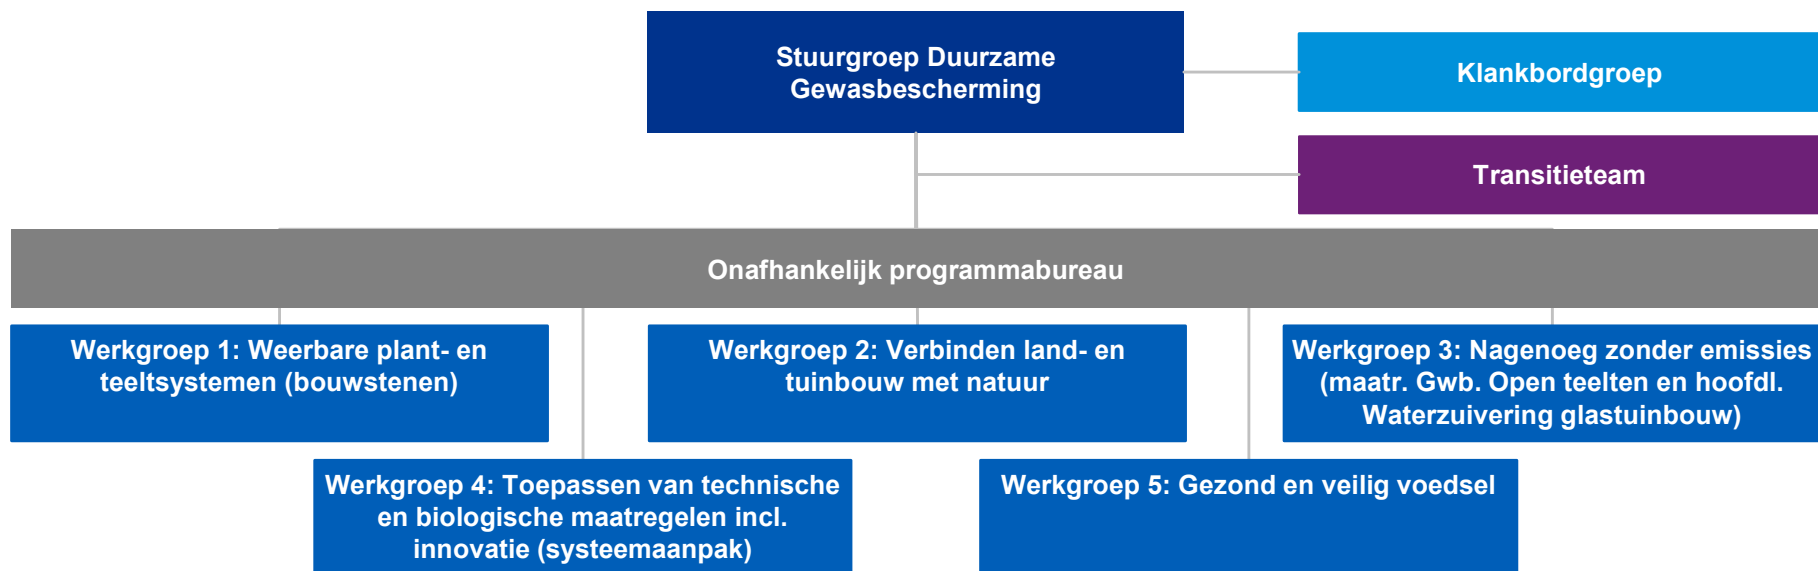 Stuurgroep Duurzame
Gewasbescherming
Klankbordgroep
Transitieteam
Onafhankelijk programmabureau
Werkgroep 1: Weerbare plant- en
teeltsystemen (bouwstenen)
Werkgroep 2: Verbinden land- en
tuinbouw met natuur
Werkgroep 3: Nagenoeg zonder emissies
(maatr. Gwb. Open teelten en hoofdl.
Waterzuivering glastuinbouw)
Werkgroep 4: Toepassen van technische
en biologische maatregelen incl.
innovatie (systeemaanpak)
Werkgroep 5: Gezond en veilig voedsel